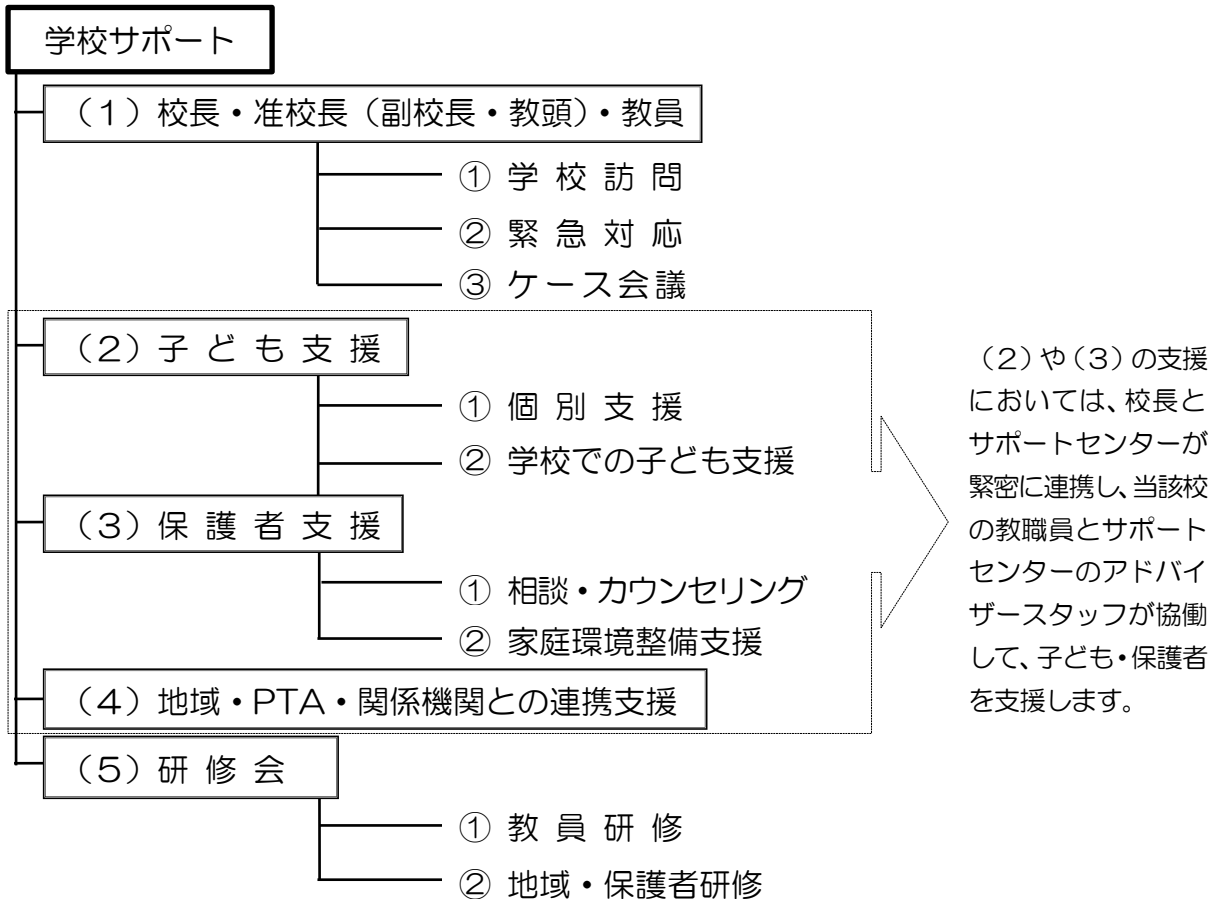 学校サポート
（１）校長・准校長（副校長・教頭）・教員
① 学 校 訪 問
② 緊 急 対 応
③ ケース会議
（２）子 ど も 支 援
① 個 別 支 援
② 学校での子ども支援
（３）保 護 者 支 援
① 相談・カウンセリング
② 家庭環境整備支援
（４）地域・PTA・関係機関との連携支援
（５）研 修 会
① 教 員 研 修
② 地域・保護者研修
（２）や（３）の支援
においては、校長と
サポートセンターが
緊密に連携し、当該校
の教職員とサポート
センターのアドバイ
ザースタッフが協働
して、子ども・保護者
を支援します。